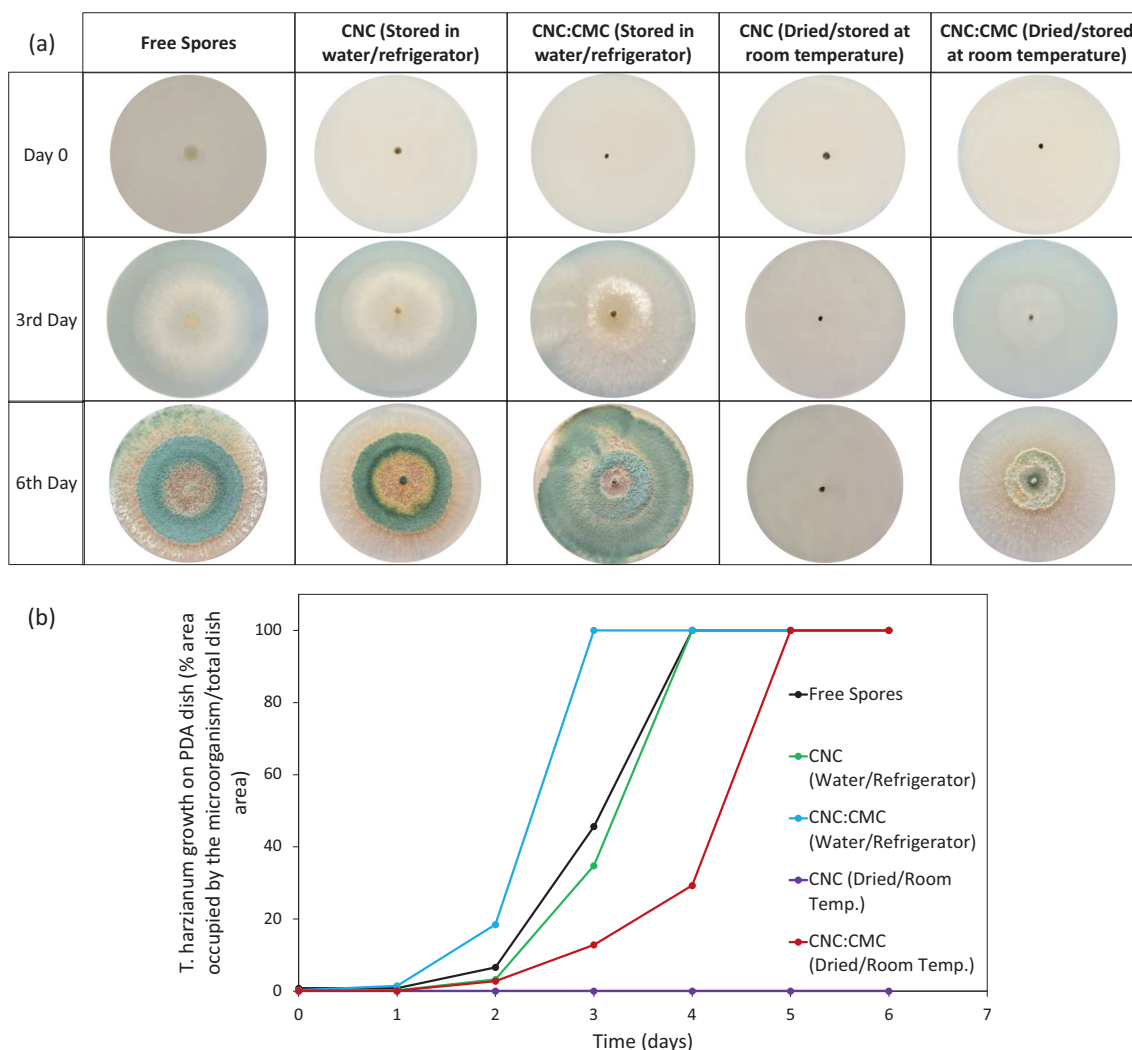 (a)
Free Spores
CNC (Stored in
water/refrigerator)
CNC:CMC (Stored in
water/refrigerator)
CNC (Dried/stored at
room temperature)
CNC:CMC (Dried/stored
at room temperature)
Day 0
3rd Day
6th Day
(b)
T. harzianum growth on PDA dish (% area
occupied by the microorganism/total dish
area)
100
80
60
40
20
0
0 1 2 3 4 5 6 7
Time (days)
Free Spores
CNC
(Water/Refrigerator)
CNC:CMC
(Water/Refrigerator)
CNC (Dried/Room
Temp.)
CNC:CMC
(Dried/Room Temp.)